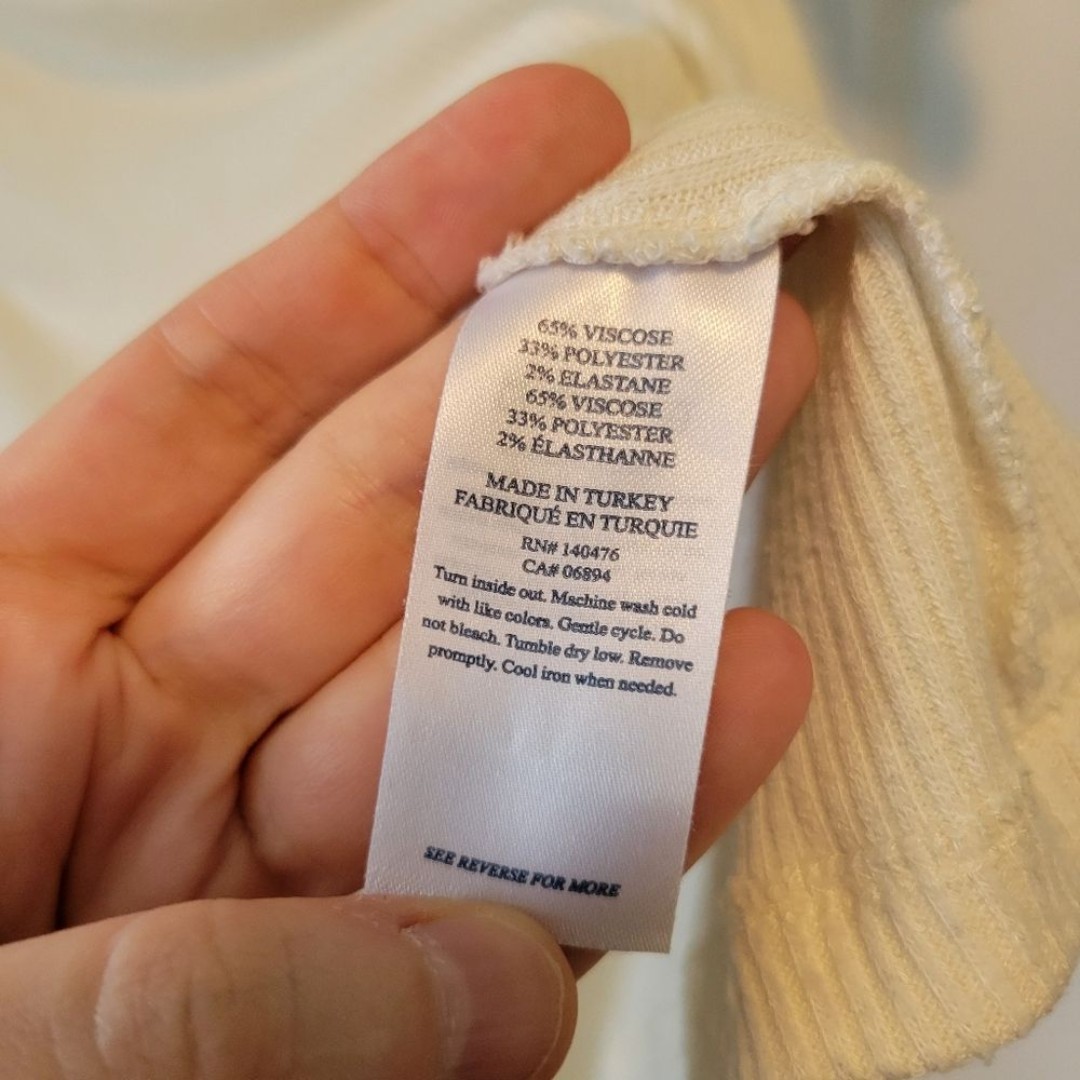 65% VISCOSE
33% POLYESTER
2% ELASTANE
65% VISCOSE
33% POLYESTER
2% ÉLASTHANNE
MADE IN TURKEY
FABRIQUÉ EN TURQUIE
RN# 140476
CA# 06894
Turn inside out. Machine wash cold
with like colors. Gentle cycle. Do
not bleach. Tumble dry low. Remove
promptly. Cool iron when needed.
SEE REVERSE FOR MORE